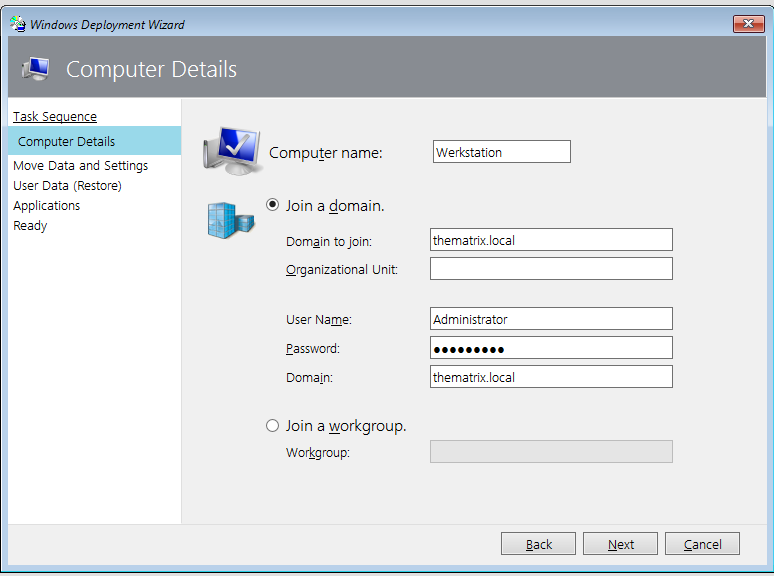 Windows Deployment Wizard
Computer Details
Task Sequence
Computer Details
Move Data and Settings
User Data (Restore)
Applications
Ready
Computer name: Werkstation
Join a domain.
Domain to join: thematrix.local
Organizational Unit:
User Name: Administrator
Password: ●●●●●●●●●
Domain: thematrix.local
Join a workgroup.
Workgroup:
Back Next Cancel